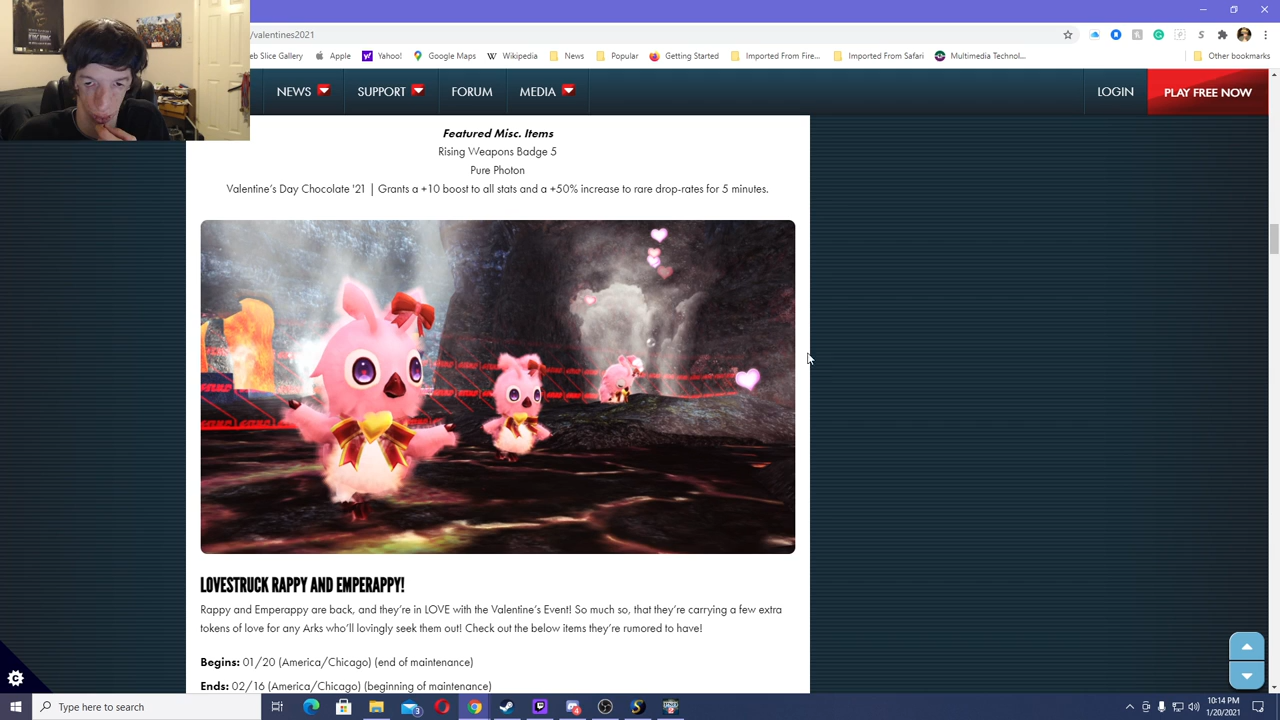 /valentines2021
eb Slice Gallery Apple Yahoo! Google Maps Wikipedia News Popular Getting Started Imported From Fire... Imported From Safari Multimedia Technol... Other bookmarks
NEWS SUPPORT FORUM MEDIA LOGIN PLAY FREE NOW
Featured Misc. Items
Rising Weapons Badge 5
Pure Photon
Valentine's Day Chocolate '21 | Grants a +10 boost to all stats and a +50% increase to rare drop-rates for 5 minutes.
LOVESTRUCK RAPPY AND EMPERAPPY!
Rappy and Emperappy are back, and they're in LOVE with the Valentine's Event! So much so, that they're carrying a few extra
tokens of love for any Arks who'll lovingly seek them out! Check out the below items they're rumored to have!
Begins: 01/20 (America/Chicago) (end of maintenance)
Ends: 02/16 (America/Chicago) (beginning of maintenance)
Type here to search
3
10:14 PM
1/20/2021